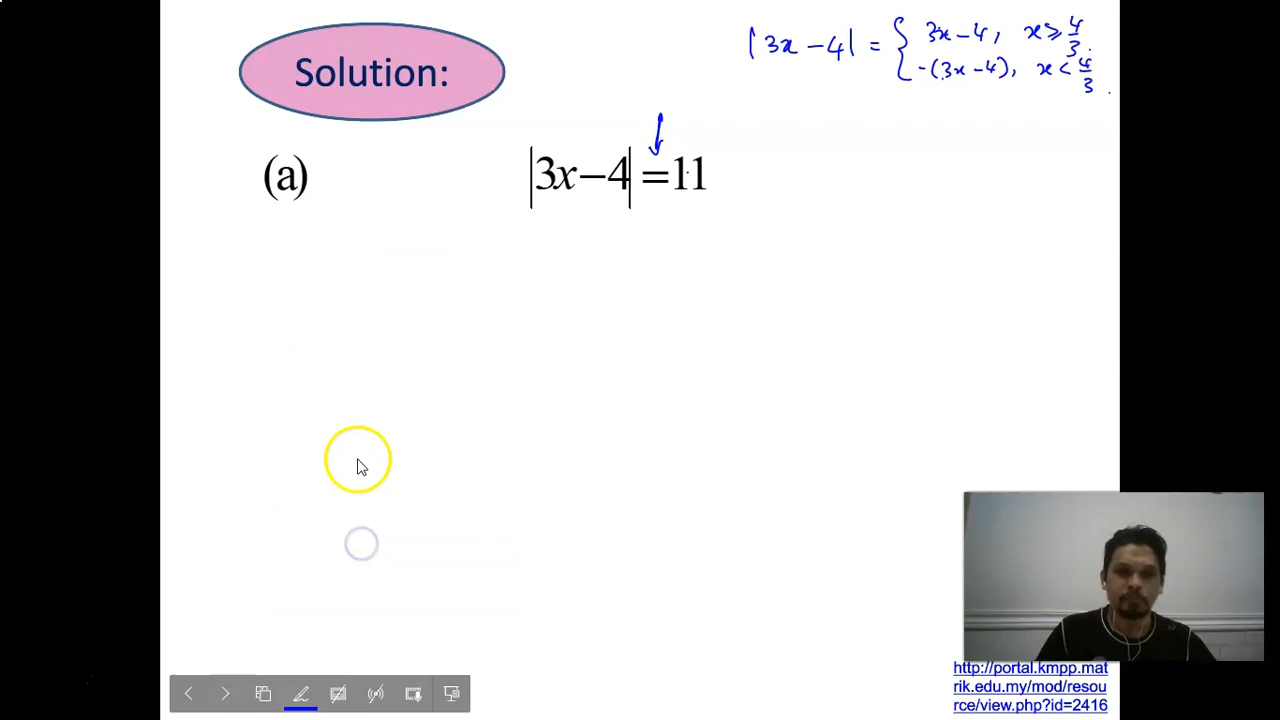 Solution:
|3x-4| = { 3x-4, x ⩾ 4/3
-(3x-4), x < 4/3
(a) |3x-4| = 11
http://portal.kmpp.mat
rik.edu.my/mod/resou
rce/view.php?id=2416